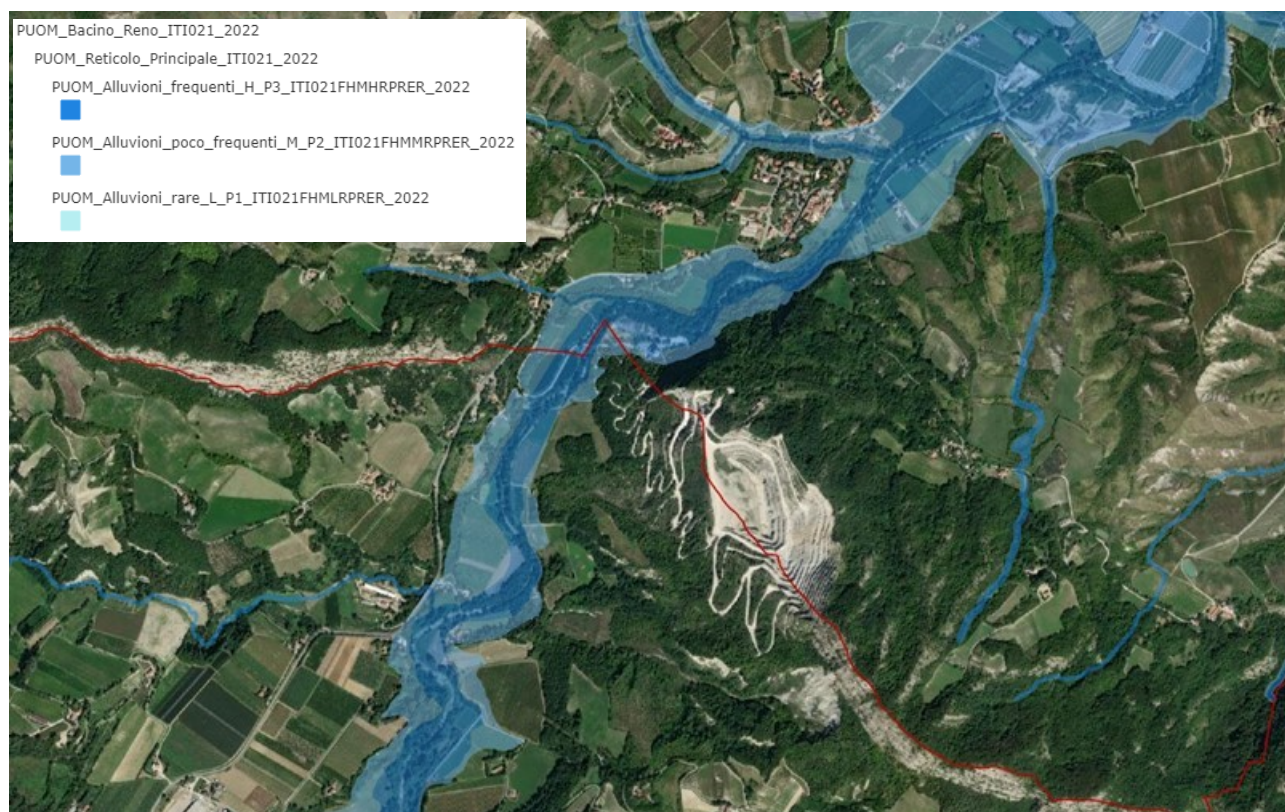 PUOM_Bacino_Reno_ITI021_2022
PUOM_Reticolo_Principale_ITI021_2022
PUOM_Alluvioni_frequenti_H_P3_ITI021FHMHRPRER_2022
PUOM_Alluvioni_poco_frequenti_M_P2_ITI021FHMMRPRER_2022
PUOM_Alluvioni_rare_L_P1_ITI021FHMLRPRER_2022